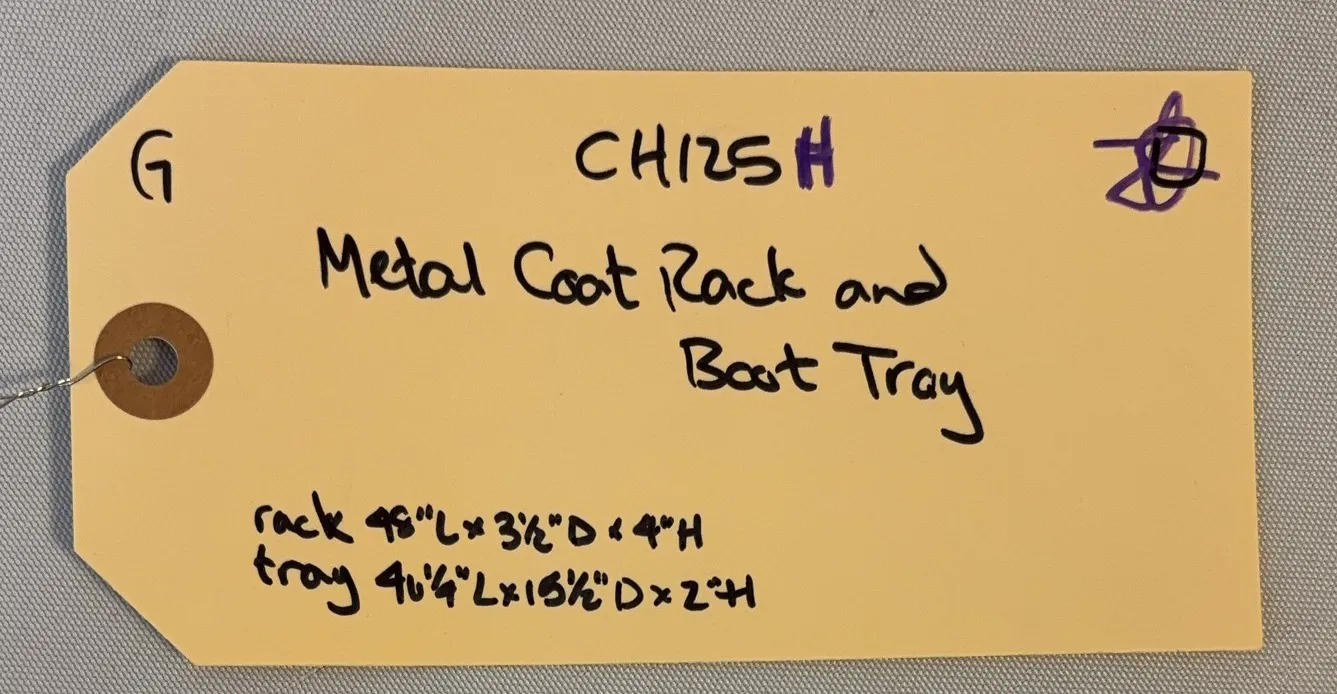 G
CH125H
Metal Coat Rack and
Boot Tray
rack 48"L x 3½"D x 4"H
tray 46¼"L x 15½"D x 2"H